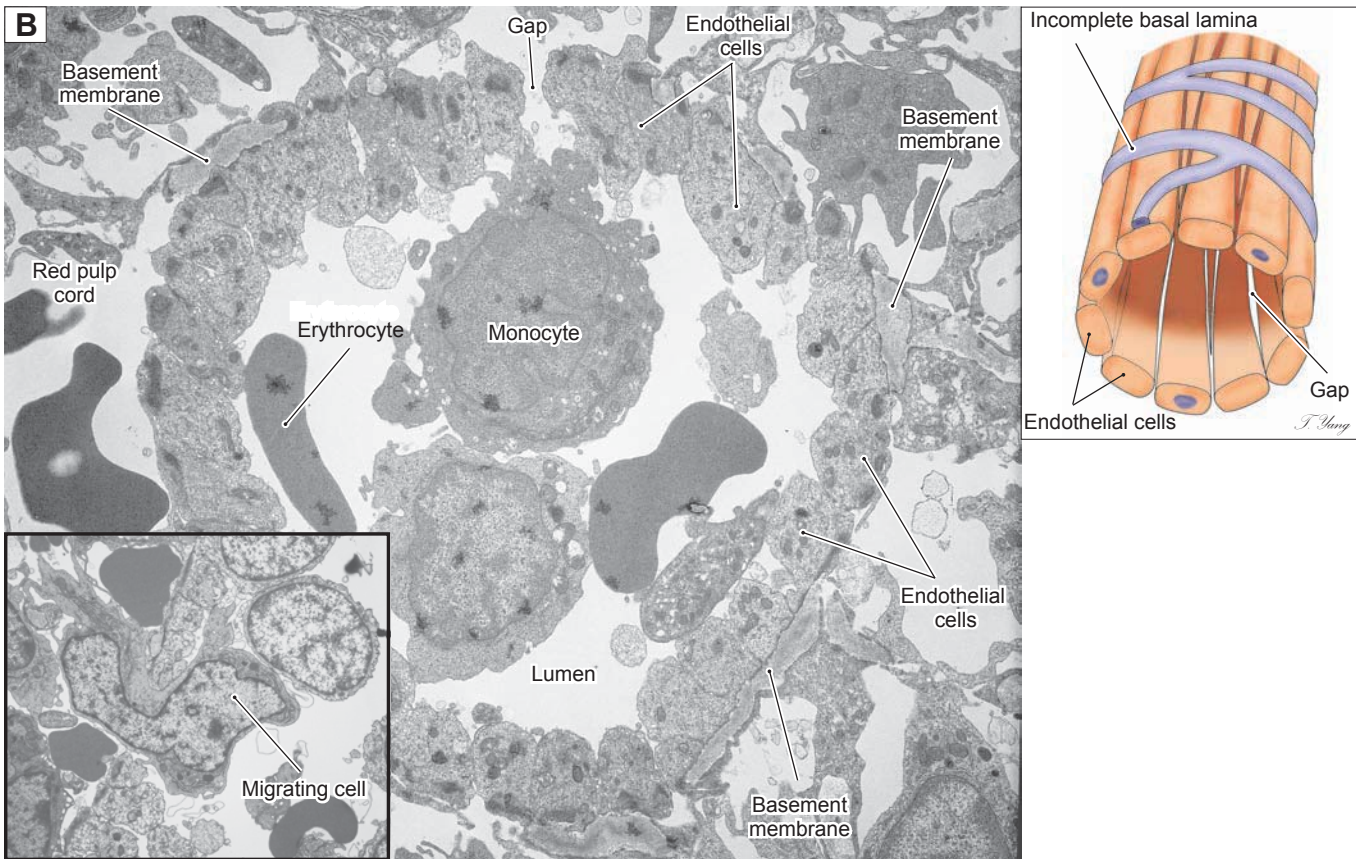 B
Gap
Endothelial
cells
Basement
membrane
Basement
membrane
Red pulp
cord
Erythrocyte
Monocyte
Endothelial
cells
Lumen
Migrating cell
Basement
membrane
Incomplete basal lamina
Gap
Endothelial cells
T. Yang